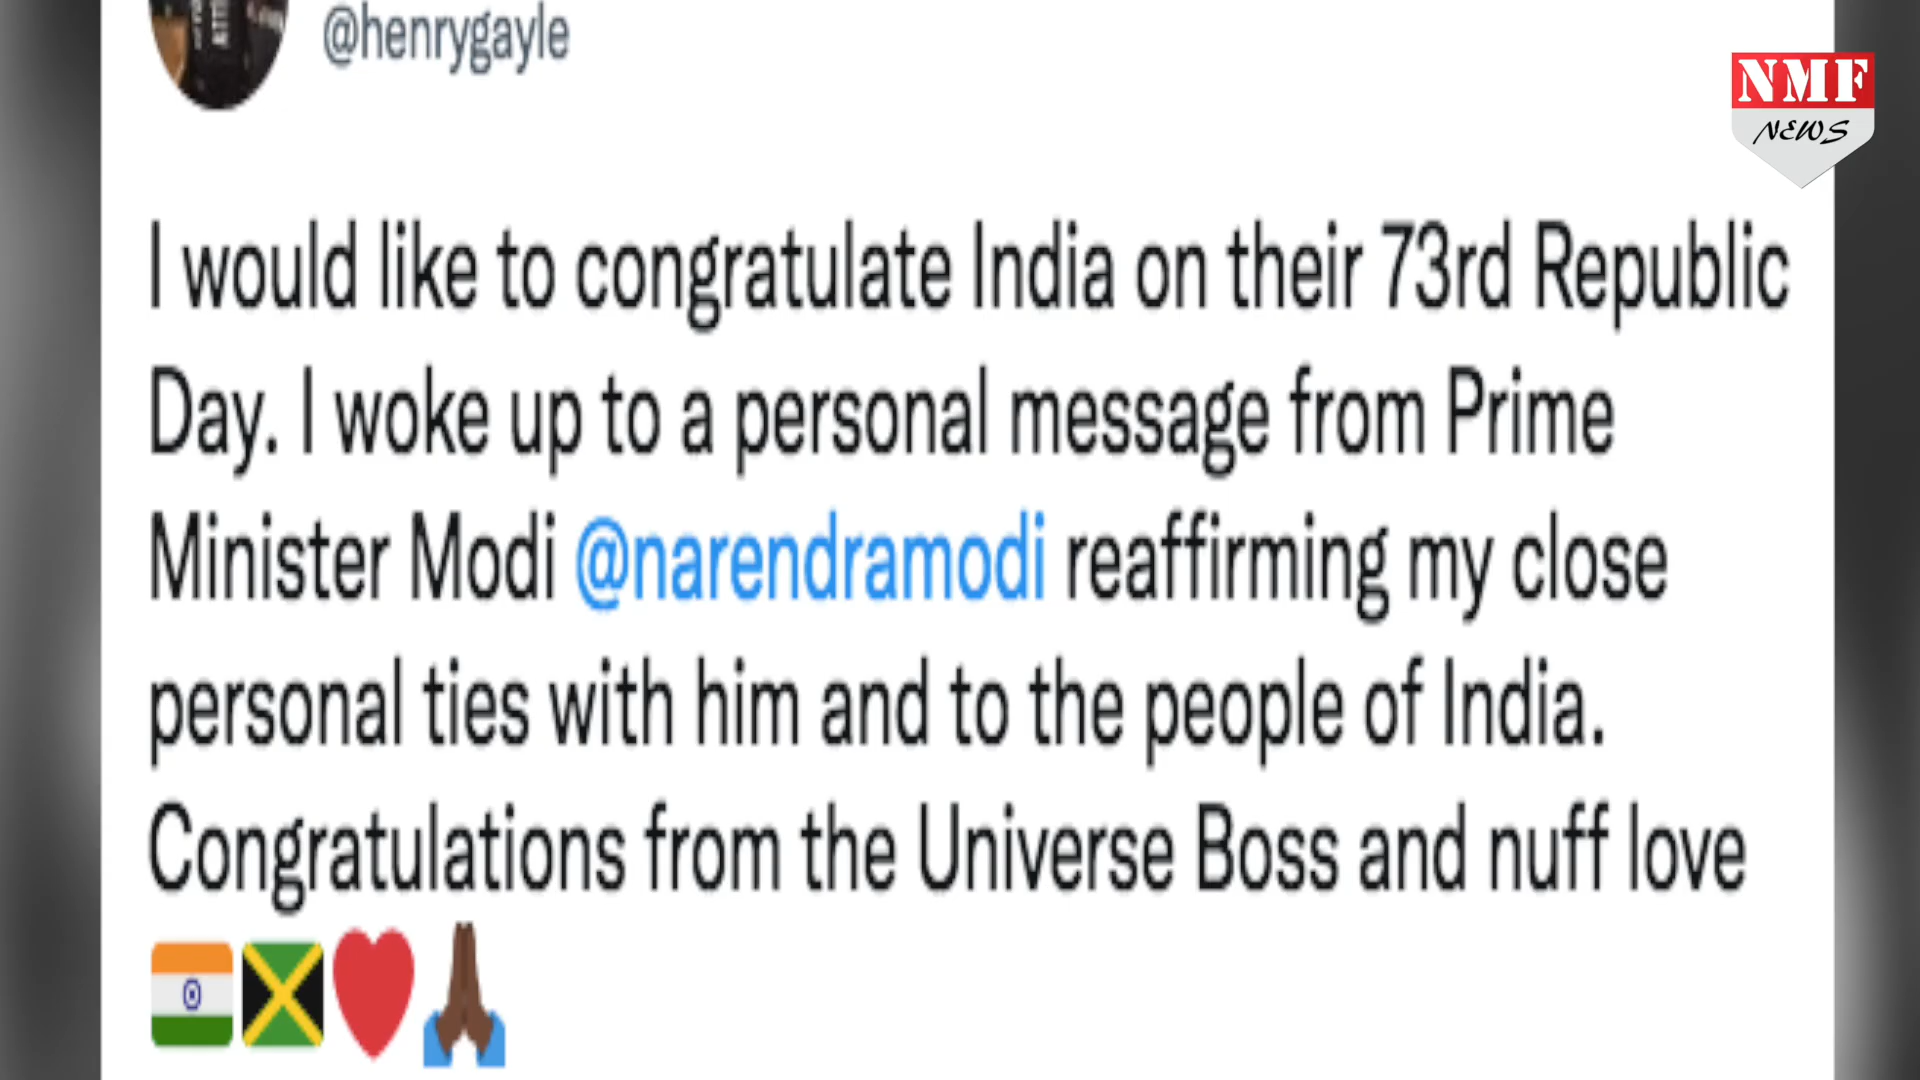 @henrygayle
NMF
NEWS
I would like to congratulate India on their 73rd Republic
Day. I woke up to a personal message from Prime
Minister Modi @narendramodi reaffirming my close
personal ties with him and to the people of India.
Congratulations from the Universe Boss and nuff love
🇮🇳🇯🇲❤️🙏🏿